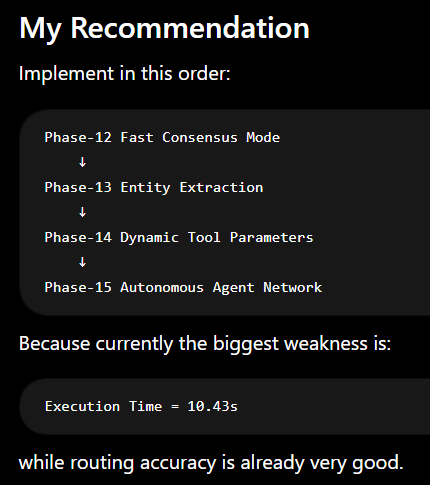 My Recommendation
Implement in this order:
Phase-12 Fast Consensus Mode
↓
Phase-13 Entity Extraction
↓
Phase-14 Dynamic Tool Parameters
↓
Phase-15 Autonomous Agent Network
Because currently the biggest weakness is:
Execution Time = 10.43s
while routing accuracy is already very good.